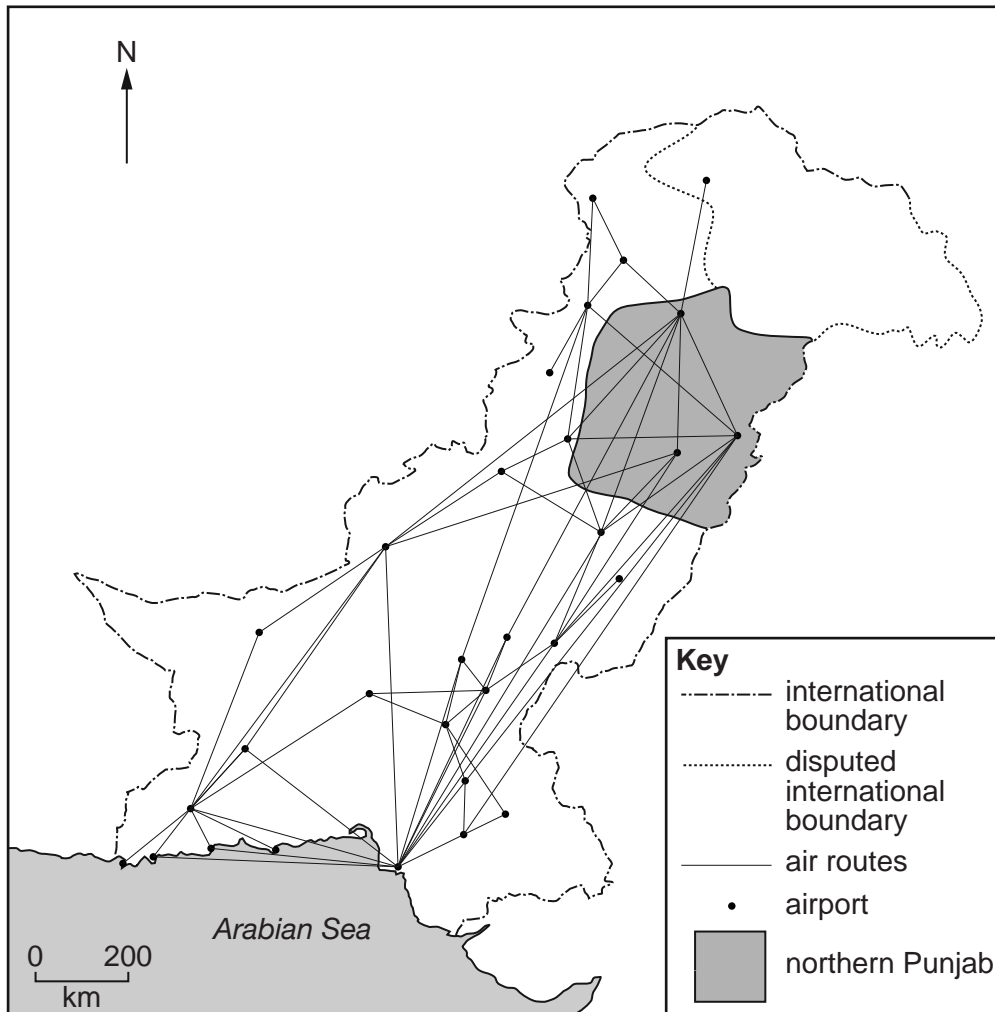 N
Key
international
boundary
disputed
international
boundary
air routes
airport
northern Punjab
Arabian Sea
0 200
km